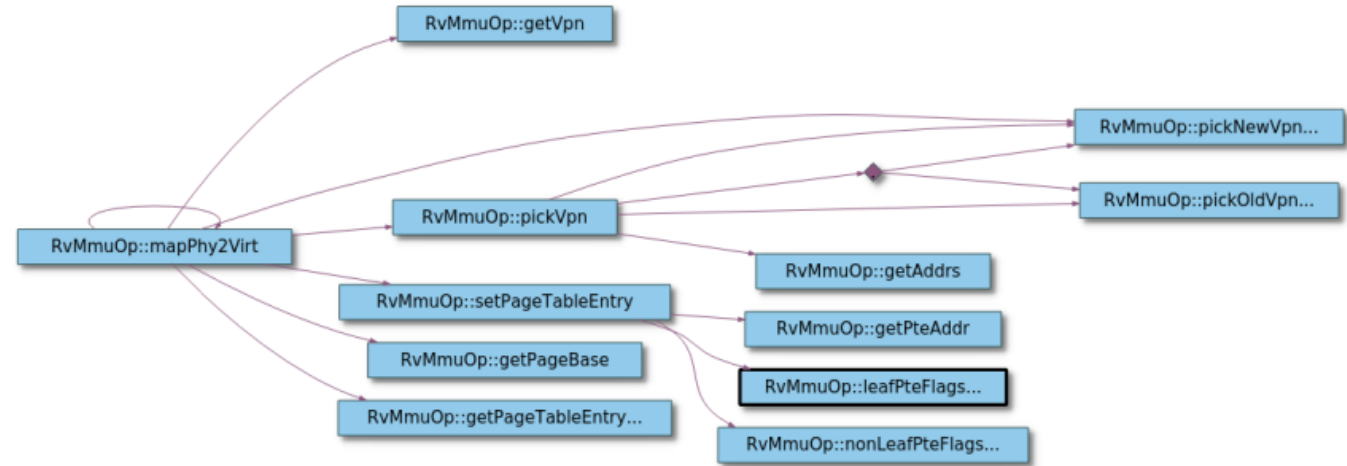 RvMmuOp::getVpn
RvMmuOp::pickNewVpn...
RvMmuOp::pickOldVpn...
RvMmuOp::pickVpn
RvMmuOp::mapPhy2Virt
RvMmuOp::getAddrs
RvMmuOp::setPageTableEntry
RvMmuOp::getPteAddr
RvMmuOp::getPageBase
RvMmuOp::leafPteFlags...
RvMmuOp::getPageTableEntry...
RvMmuOp::nonLeafPteFlags...